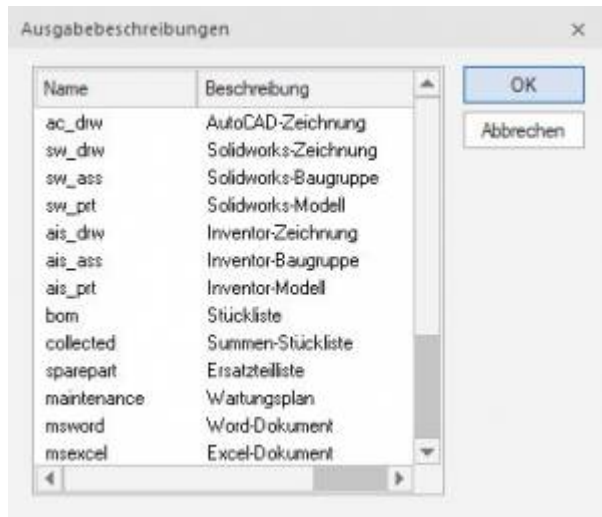 Ausgabebeschreibungen
Name Beschreibung
OK
Abbrechen
ac_drw AutoCAD-Zeichnung
sw_drw Solidworks-Zeichnung
sw_ass Solidworks-Baugruppe
sw_prt Solidworks-Modell
ais_drw Inventor-Zeichnung
ais_ass Inventor-Baugruppe
ais_prt Inventor-Modell
bom Stückliste
collected Summen-Stückliste
sparepart Ersatzteilliste
maintenance Wartungsplan
msword Word-Dokument
msexcel Excel-Dokument